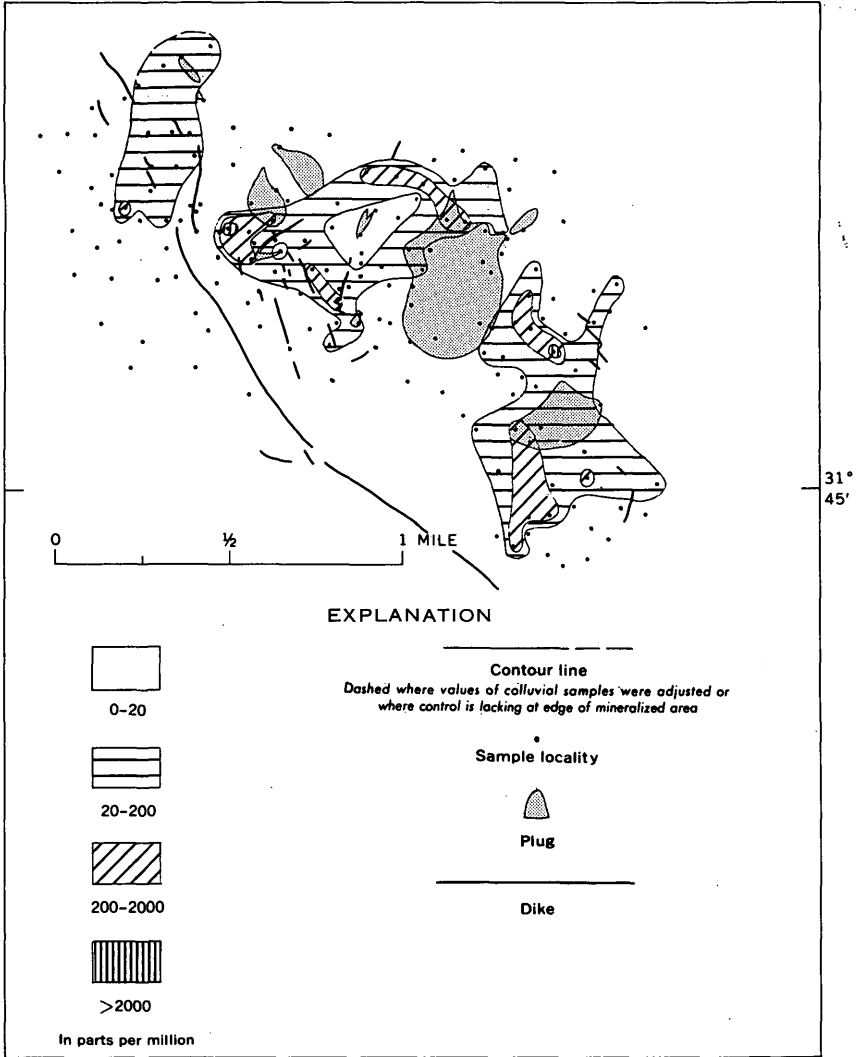 31°
45'
0 ½ 1 MILE
EXPLANATION
0-20
20-200
200-2000
>2000
In parts per million
Contour line
Dashed where values of colluvial samples were adjusted or
where control is lacking at edge of mineralized area
Sample locality
Plug
Dike